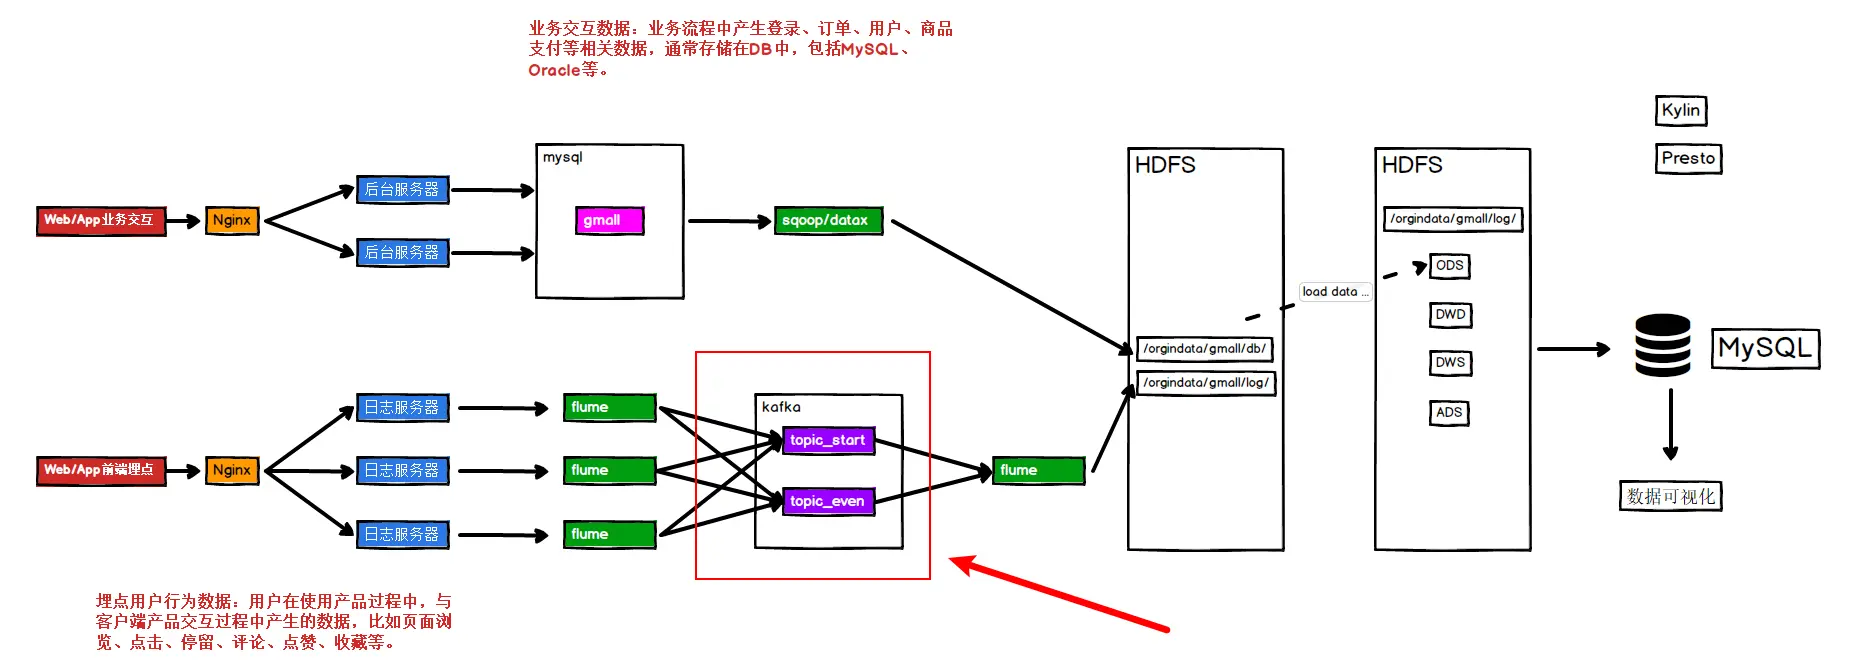 业务交互数据：业务流程中产生登录、订单、用户、商品
支付等相关数据，通常存储在DB中，包括MySQL、
Oracle等。
Kylin
Presto
mysql
HDFS
HDFS
后台服务器
Web/App业务交互
Nginx
gmall
sqoop/datax
/orgindata/gmall/log/
后台服务器
ODS
load data ...
DWD
/orgindata/gmall/db/
MySQL
DWS
/orgindata/gmall/log/
日志服务器
flume
kafka
ADS
topic_start
Web/App前端埋点
Nginx
日志服务器
flume
flume
topic_even
数据可视化
日志服务器
flume
埋点用户行为数据：用户在使用产品过程中，与
客户端产品交互过程中产生的数据，比如页面浏
览、点击、停留、评论、点赞、收藏等。